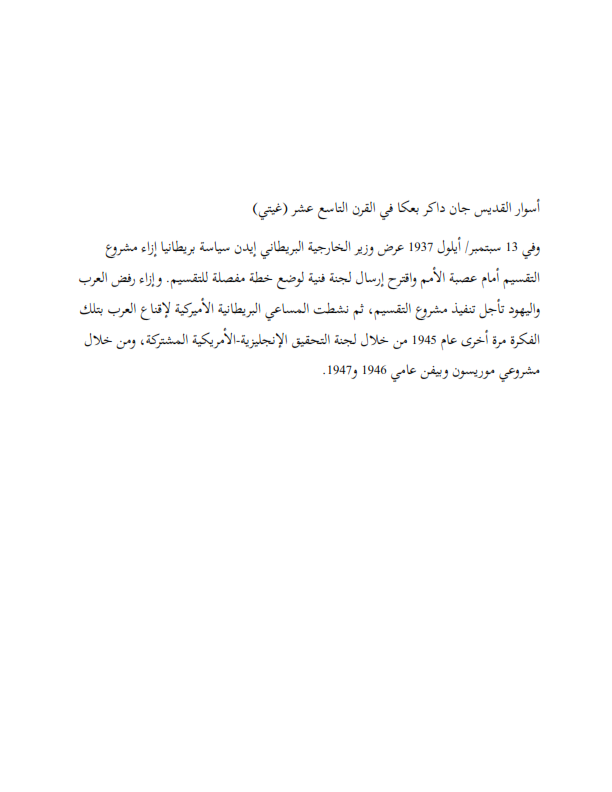 أسوار القديس جان داكر بعكا في القرن التاسع عشر (غيتي)
وفي 13 سبتمبر/ أيلول 1937 عرض وزير الخارجية البريطاني إيدن سياسة بريطانيا إزاء مشروع
التقسيم أمام عصبة الأمم واقترح إرسال لجنة فنية لوضع خطة مفصلة للتقسيم. وإزاء رفض العرب
واليهود تأجل تنفيذ مشروع التقسيم، ثم نشطت المساعي البريطانية الأميركية لإقناع العرب بتلك
الفكرة مرة أخرى عام 1945 من خلال لجنة التحقيق الإنجليزية-الأمريكية المشتركة، ومن خلال
مشروعي موريسون وبيفن عامي 1946 و1947.